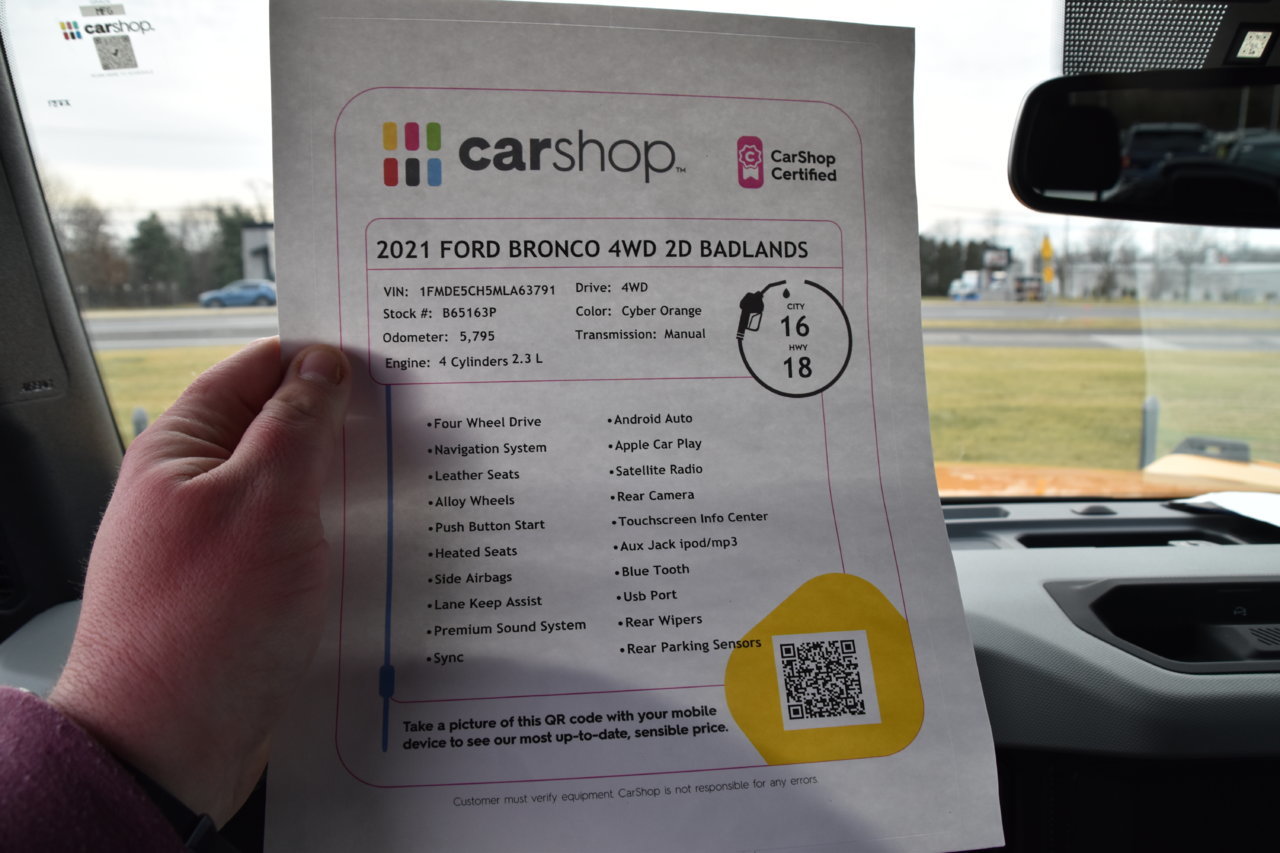 carshop
carshop™
CarShop
Certified
2021 FORD BRONCO 4WD 2D BADLANDS
VIN: 1FMDE5CH5MLA63791
Stock #: B65163P
Odometer: 5,795
Engine: 4 Cylinders 2.3 L
Drive: 4WD
Color: Cyber Orange
Transmission: Manual
CITY
16
HWY
18
•Four Wheel Drive
•Navigation System
•Leather Seats
•Alloy Wheels
•Push Button Start
•Heated Seats
•Side Airbags
•Lane Keep Assist
•Premium Sound System
•Sync
•Android Auto
•Apple Car Play
•Satellite Radio
•Rear Camera
•Touchscreen Info Center
•Aux Jack ipod/mp3
•Blue Tooth
•Usb Port
•Rear Wipers
•Rear Parking Sensors
Take a picture of this QR code with your mobile
device to see our most up-to-date, sensible price.
Customer must verify equipment. CarShop is not responsible for any errors.